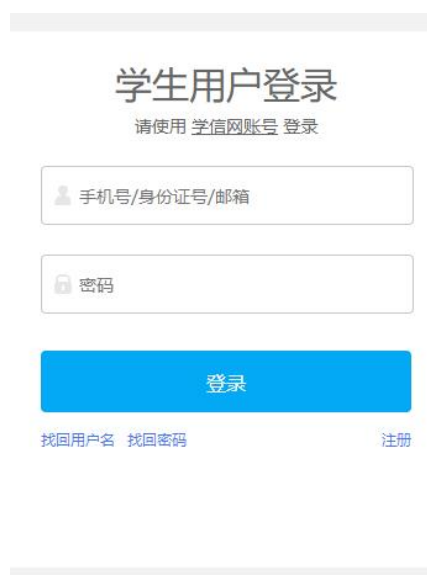 学生用户登录
请使用 学信网账号 登录
手机号/身份证号/邮箱
密码
登录
找回用户名 找回密码 注册